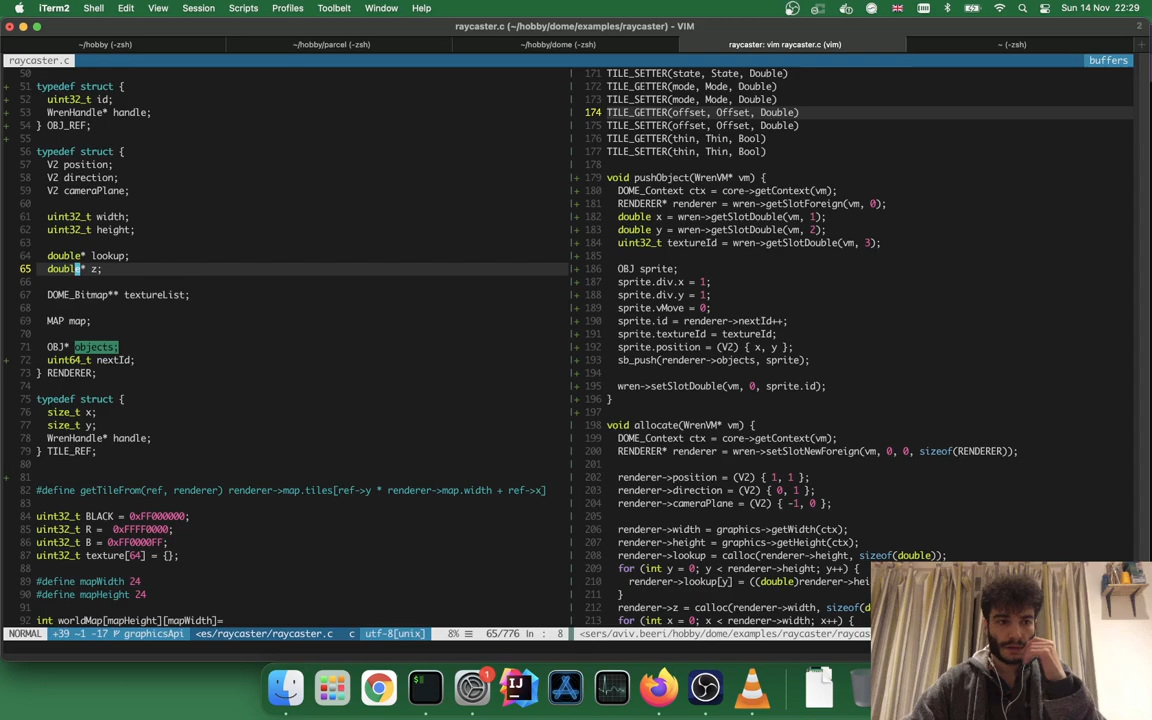 iTerm2 Shell Edit View Session Scripts Profiles Toolbelt Window Help Sun 14 Nov 22:29
raycaster.c (~/hobby/dome/examples/raycaster) - VIM 2
~/hobby (-zsh) ~/hobby/parcel (-zsh) ~/hobby/dome (-zsh) raycaster: vim raycaster.c (vim) ~ (-zsh)
raycaster.c buffers
50
+ 51 typedef struct {
+ 52 uint32_t id;
+ 53 WrenHandle* handle;
+ 54 } OBJ_REF;
+ 55
56 typedef struct {
57 V2 position;
58 V2 direction;
59 V2 cameraPlane;
60
61 uint32_t width;
62 uint32_t height;
63
64 double* lookup;
65 double* z;
66
67 DOME_Bitmap** textureList;
68
69 MAP map;
70
71 OBJ* objects;
+ 72 uint64_t nextId;
73 } RENDERER;
74
75 typedef struct {
76 size_t x;
77 size_t y;
78 WrenHandle* handle;
79 } TILE_REF;
80
+ 81
82 #define getTileFrom(ref, renderer) renderer->map.tiles[ref->y * renderer->map.width + ref->x]
83
84 uint32_t BLACK = 0xFF000000;
85 uint32_t R = 0xFFFF0000;
86 uint32_t B = 0xFF0000FF;
87 uint32_t texture[64] = {};
88
89 #define mapWidth 24
90 #define mapHeight 24
91
92 int worldMap[mapHeight][mapWidth]=
NORMAL +39 ~1 -17 graphicsApi <es/raycaster/raycaster.c c utf-8[unix] 8% 65/776 ln : 8
171 TILE_SETTER(state, State, Double)
172 TILE_GETTER(mode, Mode, Double)
173 TILE_SETTER(mode, Mode, Double)
174 TILE_GETTER(offset, Offset, Double)
175 TILE_SETTER(offset, Offset, Double)
176 TILE_GETTER(thin, Thin, Bool)
177 TILE_SETTER(thin, Thin, Bool)
178
+ 179 void pushObject(WrenVM* vm) {
+ 180 DOME_Context ctx = core->getContext(vm);
+ 181 RENDERER* renderer = wren->getSlotForeign(vm, 0);
+ 182 double x = wren->getSlotDouble(vm, 1);
+ 183 double y = wren->getSlotDouble(vm, 2);
+ 184 uint32_t textureId = wren->getSlotDouble(vm, 3);
+ 185
+ 186 OBJ sprite;
+ 187 sprite.div.x = 1;
+ 188 sprite.div.y = 1;
+ 189 sprite.vMove = 0;
+ 190 sprite.id = renderer->nextId++;
+ 191 sprite.textureId = textureId;
+ 192 sprite.position = (V2) { x, y };
+ 193 sb_push(renderer->objects, sprite);
+ 194
+ 195 wren->setSlotDouble(vm, 0, sprite.id);
+ 196 }
+ 197
198 void allocate(WrenVM* vm) {
199 DOME_Context ctx = core->getContext(vm);
200 RENDERER* renderer = wren->setSlotNewForeign(vm, 0, 0, sizeof(RENDERER));
201
202 renderer->position = (V2) { 1, 1 };
203 renderer->direction = (V2) { 0, 1 };
204 renderer->cameraPlane = (V2) { -1, 0 };
205
206 renderer->width = graphics->getWidth(ctx);
207 renderer->height = graphics->getHeight(ctx);
208 renderer->lookup = calloc(renderer->height, sizeof(double));
209 for (int y = 0; y < renderer->height; y++) {
210 renderer->lookup[y] = ((double)renderer->hei
211 }
212 renderer->z = calloc(renderer->width, sizeof(d
213 for (int x = 0; x < renderer->width; x++) {
<sers/aviv.beeri/hobby/dome/examples/raycaster/raycaster